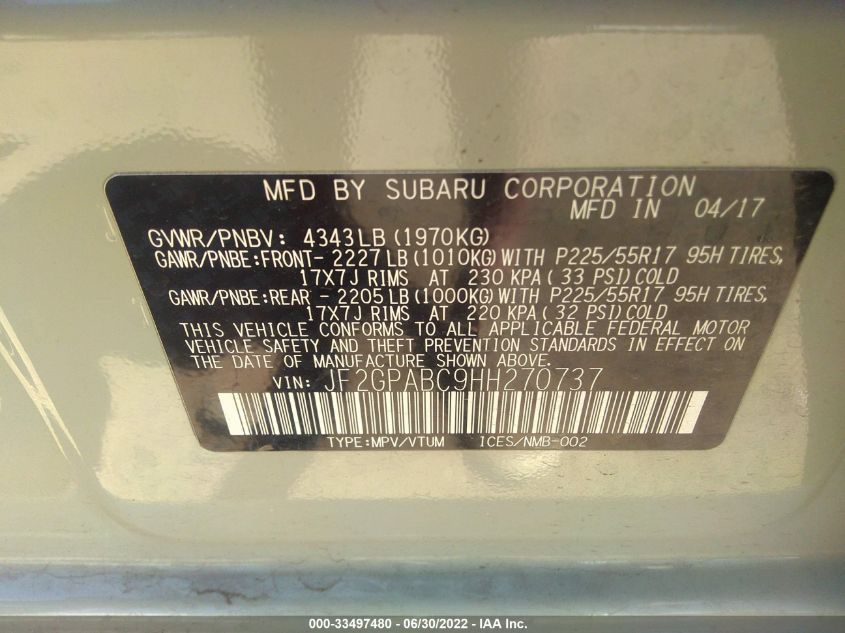 MFD BY SUBARU CORPORATION
MFD IN 04/17
GVWR/PNBV: 4343LB (1970KG)
GAWR/PNBE:FRONT- 2227 LB (1010KG) WITH P225/55R17 95H TIRES,
17X7J RIMS AT 230 KPA ( 33 PSI) COLD
GAWR/PNBE:REAR - 2205 LB (1000KG) WITH P225/55R17 95H TIRES,
17X7J RIMS AT 220 KPA ( 32 PSI) COLD
THIS VEHICLE CONFORMS TO ALL APPLICABLE FEDERAL MOTOR
VEHICLE SAFETY AND THEFT PREVENTION STANDARDS IN EFFECT ON
THE DATE OF MANUFACTURE SHOWN ABOVE.
VIN: JF2GPABC9HH270737
TYPE:MPV/VTUM ICES/NMB-002
000-33497480 - 06/30/2022 - IAA Inc.